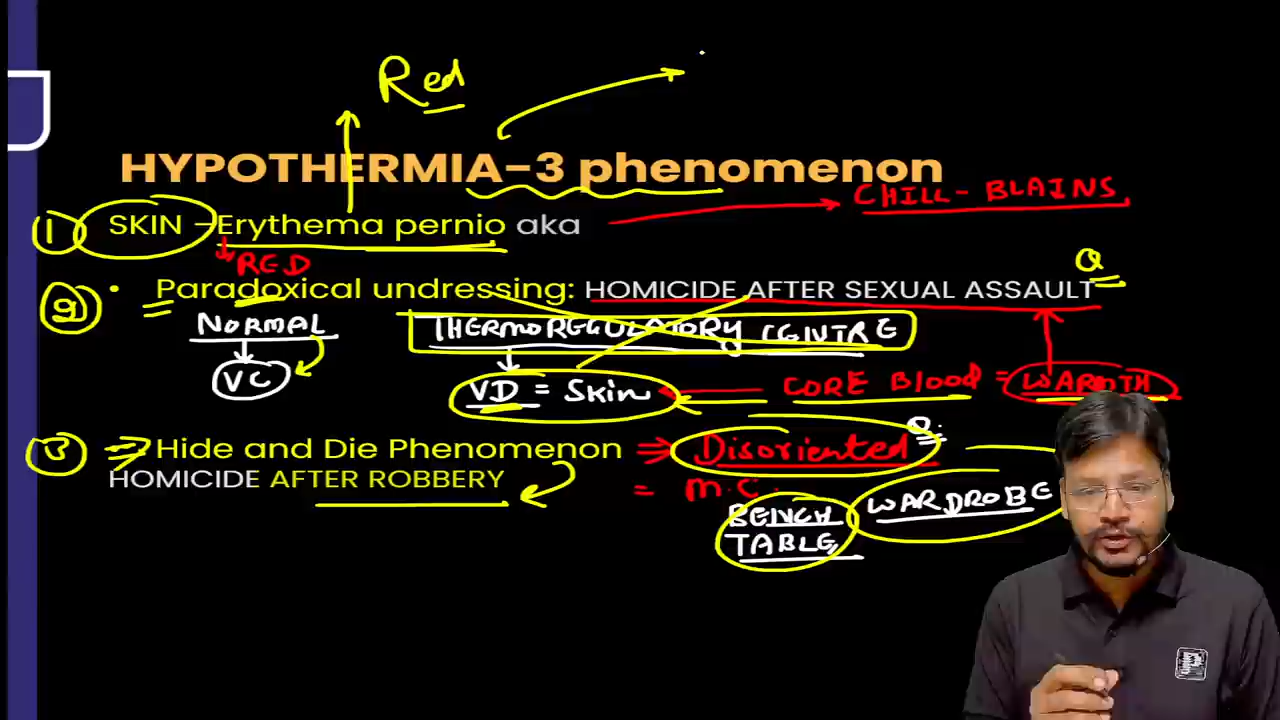 Red
HYPOTHERMIA-3 phenomenon
CHILL-BLAINS
① SKIN -Erythema pernio aka
RED
Q
② • Paradoxical undressing: HOMICIDE AFTER SEXUAL ASSAULT
NORMAL THERMOREGULATORY CENTRE
VC VD = Skin CORE Blood = WARMTH
③ Hide and Die Phenomenon ⇒ Disoriented Q:
HOMICIDE AFTER ROBBERY = M.C.
BENCH WARDROBE
TABLE